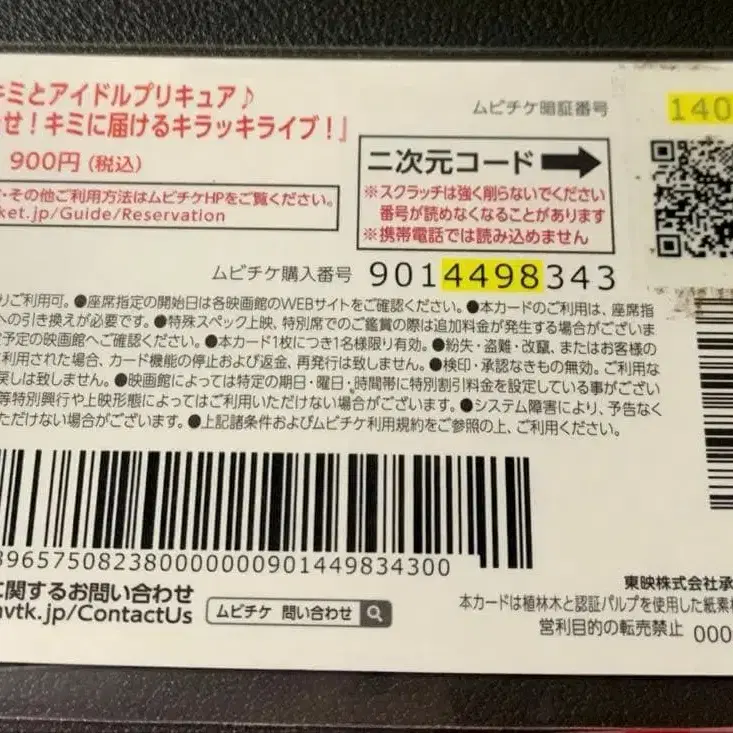 キミとアイドルプリキュア♪
せ！キミに届けるキラッキライブ！』
900円（税込）
・その他ご利用方法はムビチケHPをご覧ください。
ket.jp/Guide/Reservation
ムビチケ暗証番号
140
二次元コード
※スクラッチは強く削らないでください
番号が読めなくなることがあります
※携帯電話では読み込めません
ムビチケ購入番号 9014498343
りご利用可。●座席指定の開始日は各映画館のWEBサイトをご確認ください。●本カードのご利用は、座席指
への引き換えが必要です。●特殊スペック上映、特別席でのご鑑賞の際は追加料金が発生する場合がございま
予定の映画館へご確認ください。●本カード1枚につき1名様限り有効。●紛失・盗難・改竄、またはお客様の
利用された場合、カード機能の停止および返金、再発行は致しません。●検印・承認なきもの無効。ご利用な
戻しは致しません。●映画館によっては特定の期日・曜日・時間帯に特別割引料金を設定している事がござい
等特別興行や上映形態によってはご利用いただけない場合がございます。●システム障害により、予告なく
ただけない場合がございます。●上記諸条件およびムビチケ利用規約をご参照の上、ご利用ください。
896575082380000000901449834300
に関するお問い合わせ
mvtk.jp/ContactUs
ムビチケ 問い合わせ
東映株式会社承
本カードは植林木と認証パルプを使用した紙素
営利目的の転売禁止 000